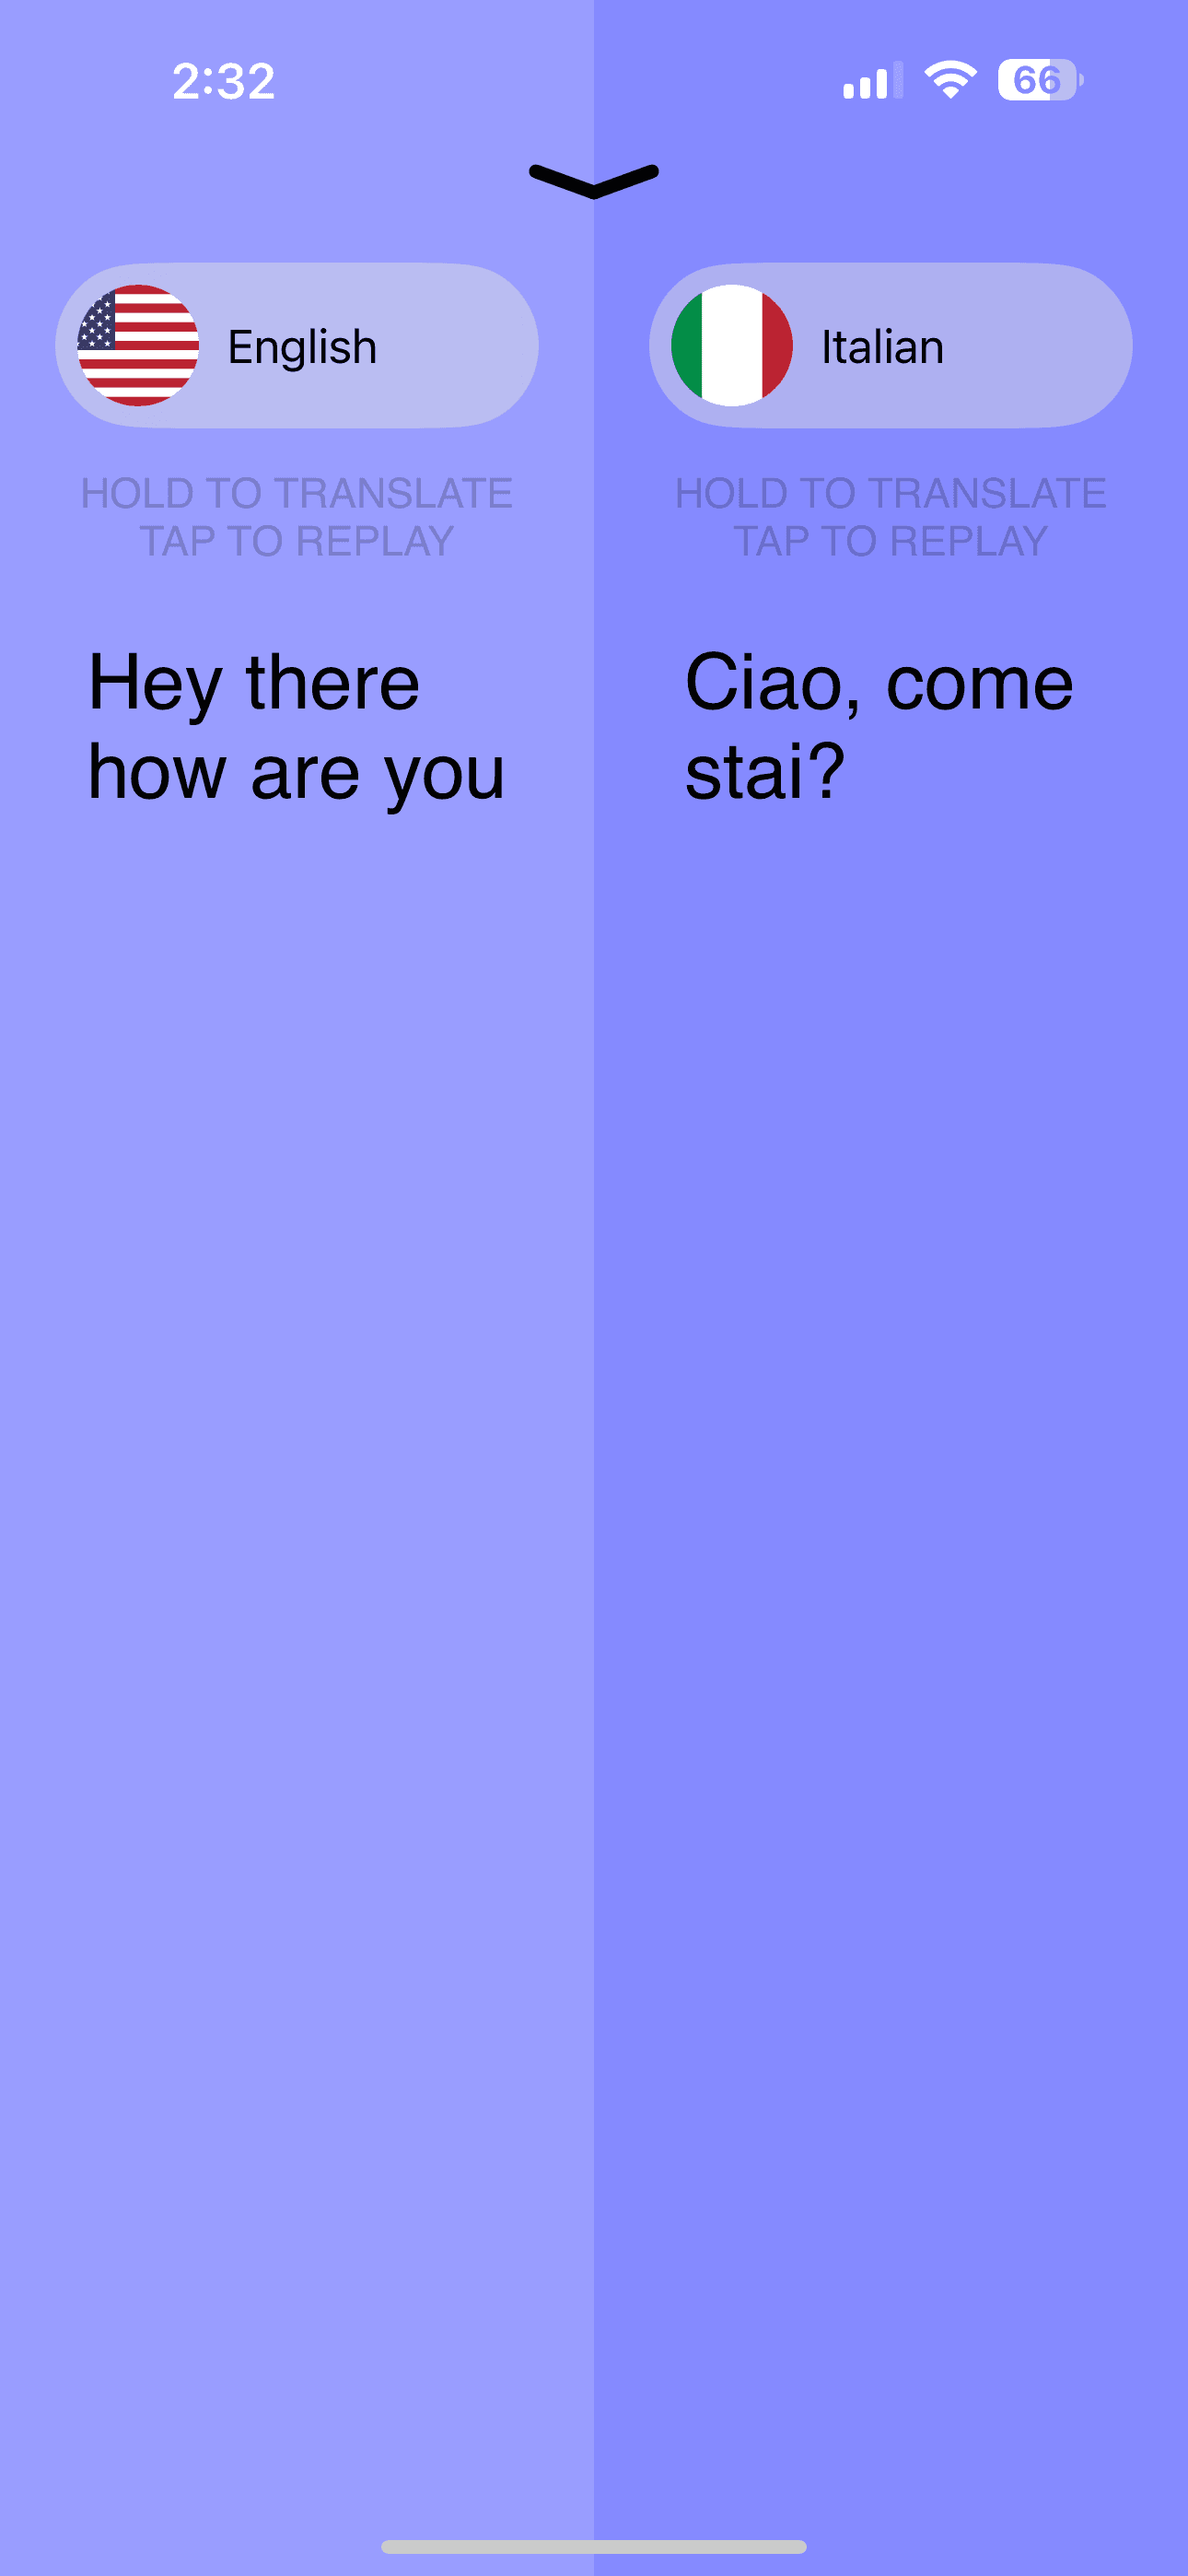 2:32
66
English
HOLD TO TRANSLATE
TAP TO REPLAY
Hey there
how are you
Italian
HOLD TO TRANSLATE
TAP TO REPLAY
Ciao, come
stai?